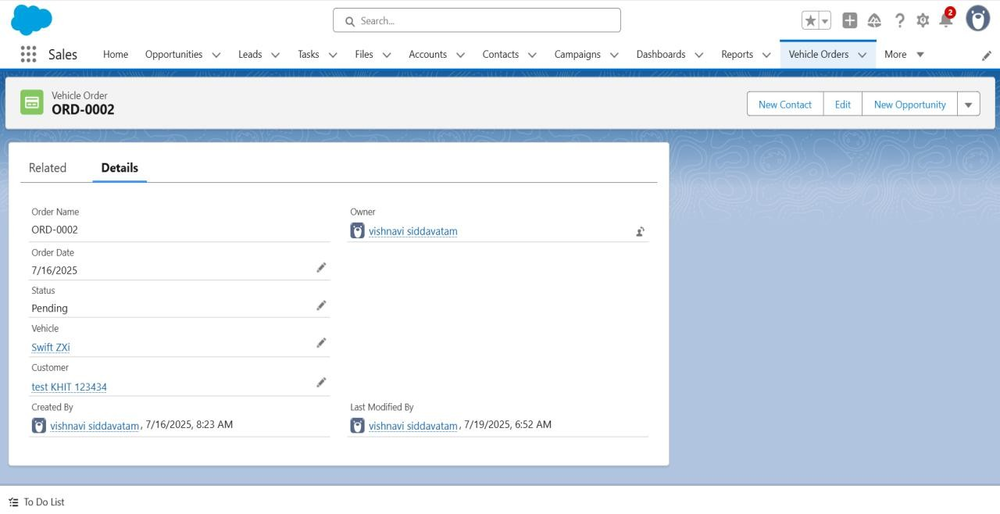 Search...
2
Sales
Home
Opportunities
Leads
Tasks
Files
Accounts
Contacts
Campaigns
Dashboards
Reports
Vehicle Orders
More
Vehicle Order
ORD-0002
New Contact
Edit
New Opportunity
Related
Details
Order Name
ORD-0002
Owner
vishnavi siddavatam
Order Date
7/16/2025
Status
Pending
Vehicle
Swift ZXi
Customer
test KHIT 123434
Created By
vishnavi siddavatam, 7/16/2025, 8:23 AM
Last Modified By
vishnavi siddavatam, 7/19/2025, 6:52 AM
To Do List